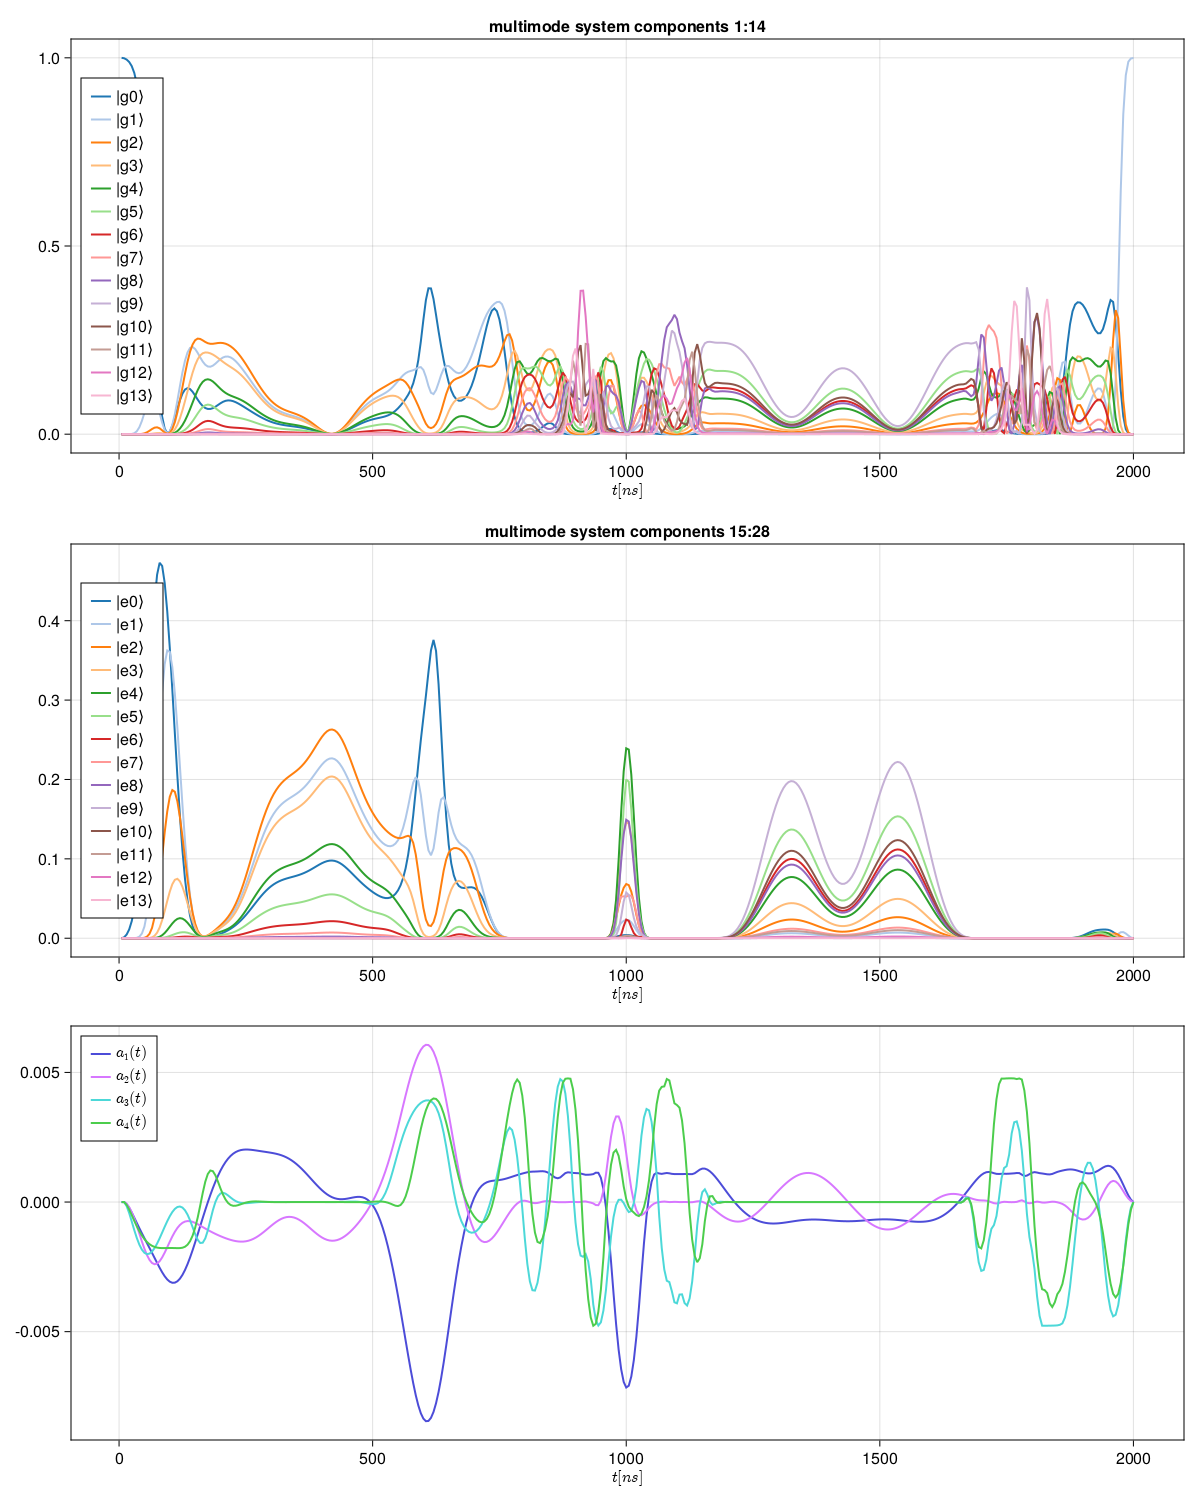 multimode system components 1:14
1.0
0.5
0.0
|g0⟩
|g1⟩
|g2⟩
|g3⟩
|g4⟩
|g5⟩
|g6⟩
|g7⟩
|g8⟩
|g9⟩
|g10⟩
|g11⟩
|g12⟩
|g13⟩
0 500 1000 1500 2000
t[ns]
multimode system components 15:28
0.4
0.3
0.2
0.1
0.0
|e0⟩
|e1⟩
|e2⟩
|e3⟩
|e4⟩
|e5⟩
|e6⟩
|e7⟩
|e8⟩
|e9⟩
|e10⟩
|e11⟩
|e12⟩
|e13⟩
0 500 1000 1500 2000
t[ns]
0.005
0.000
-0.005
a₁(t)
a₂(t)
a₃(t)
a₄(t)
0 500 1000 1500 2000
t[ns]